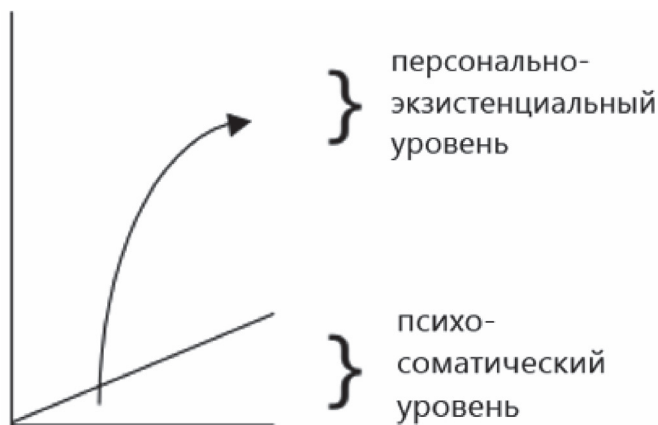 персонально-
экзистенциальный
уровень
психо-
соматический
уровень